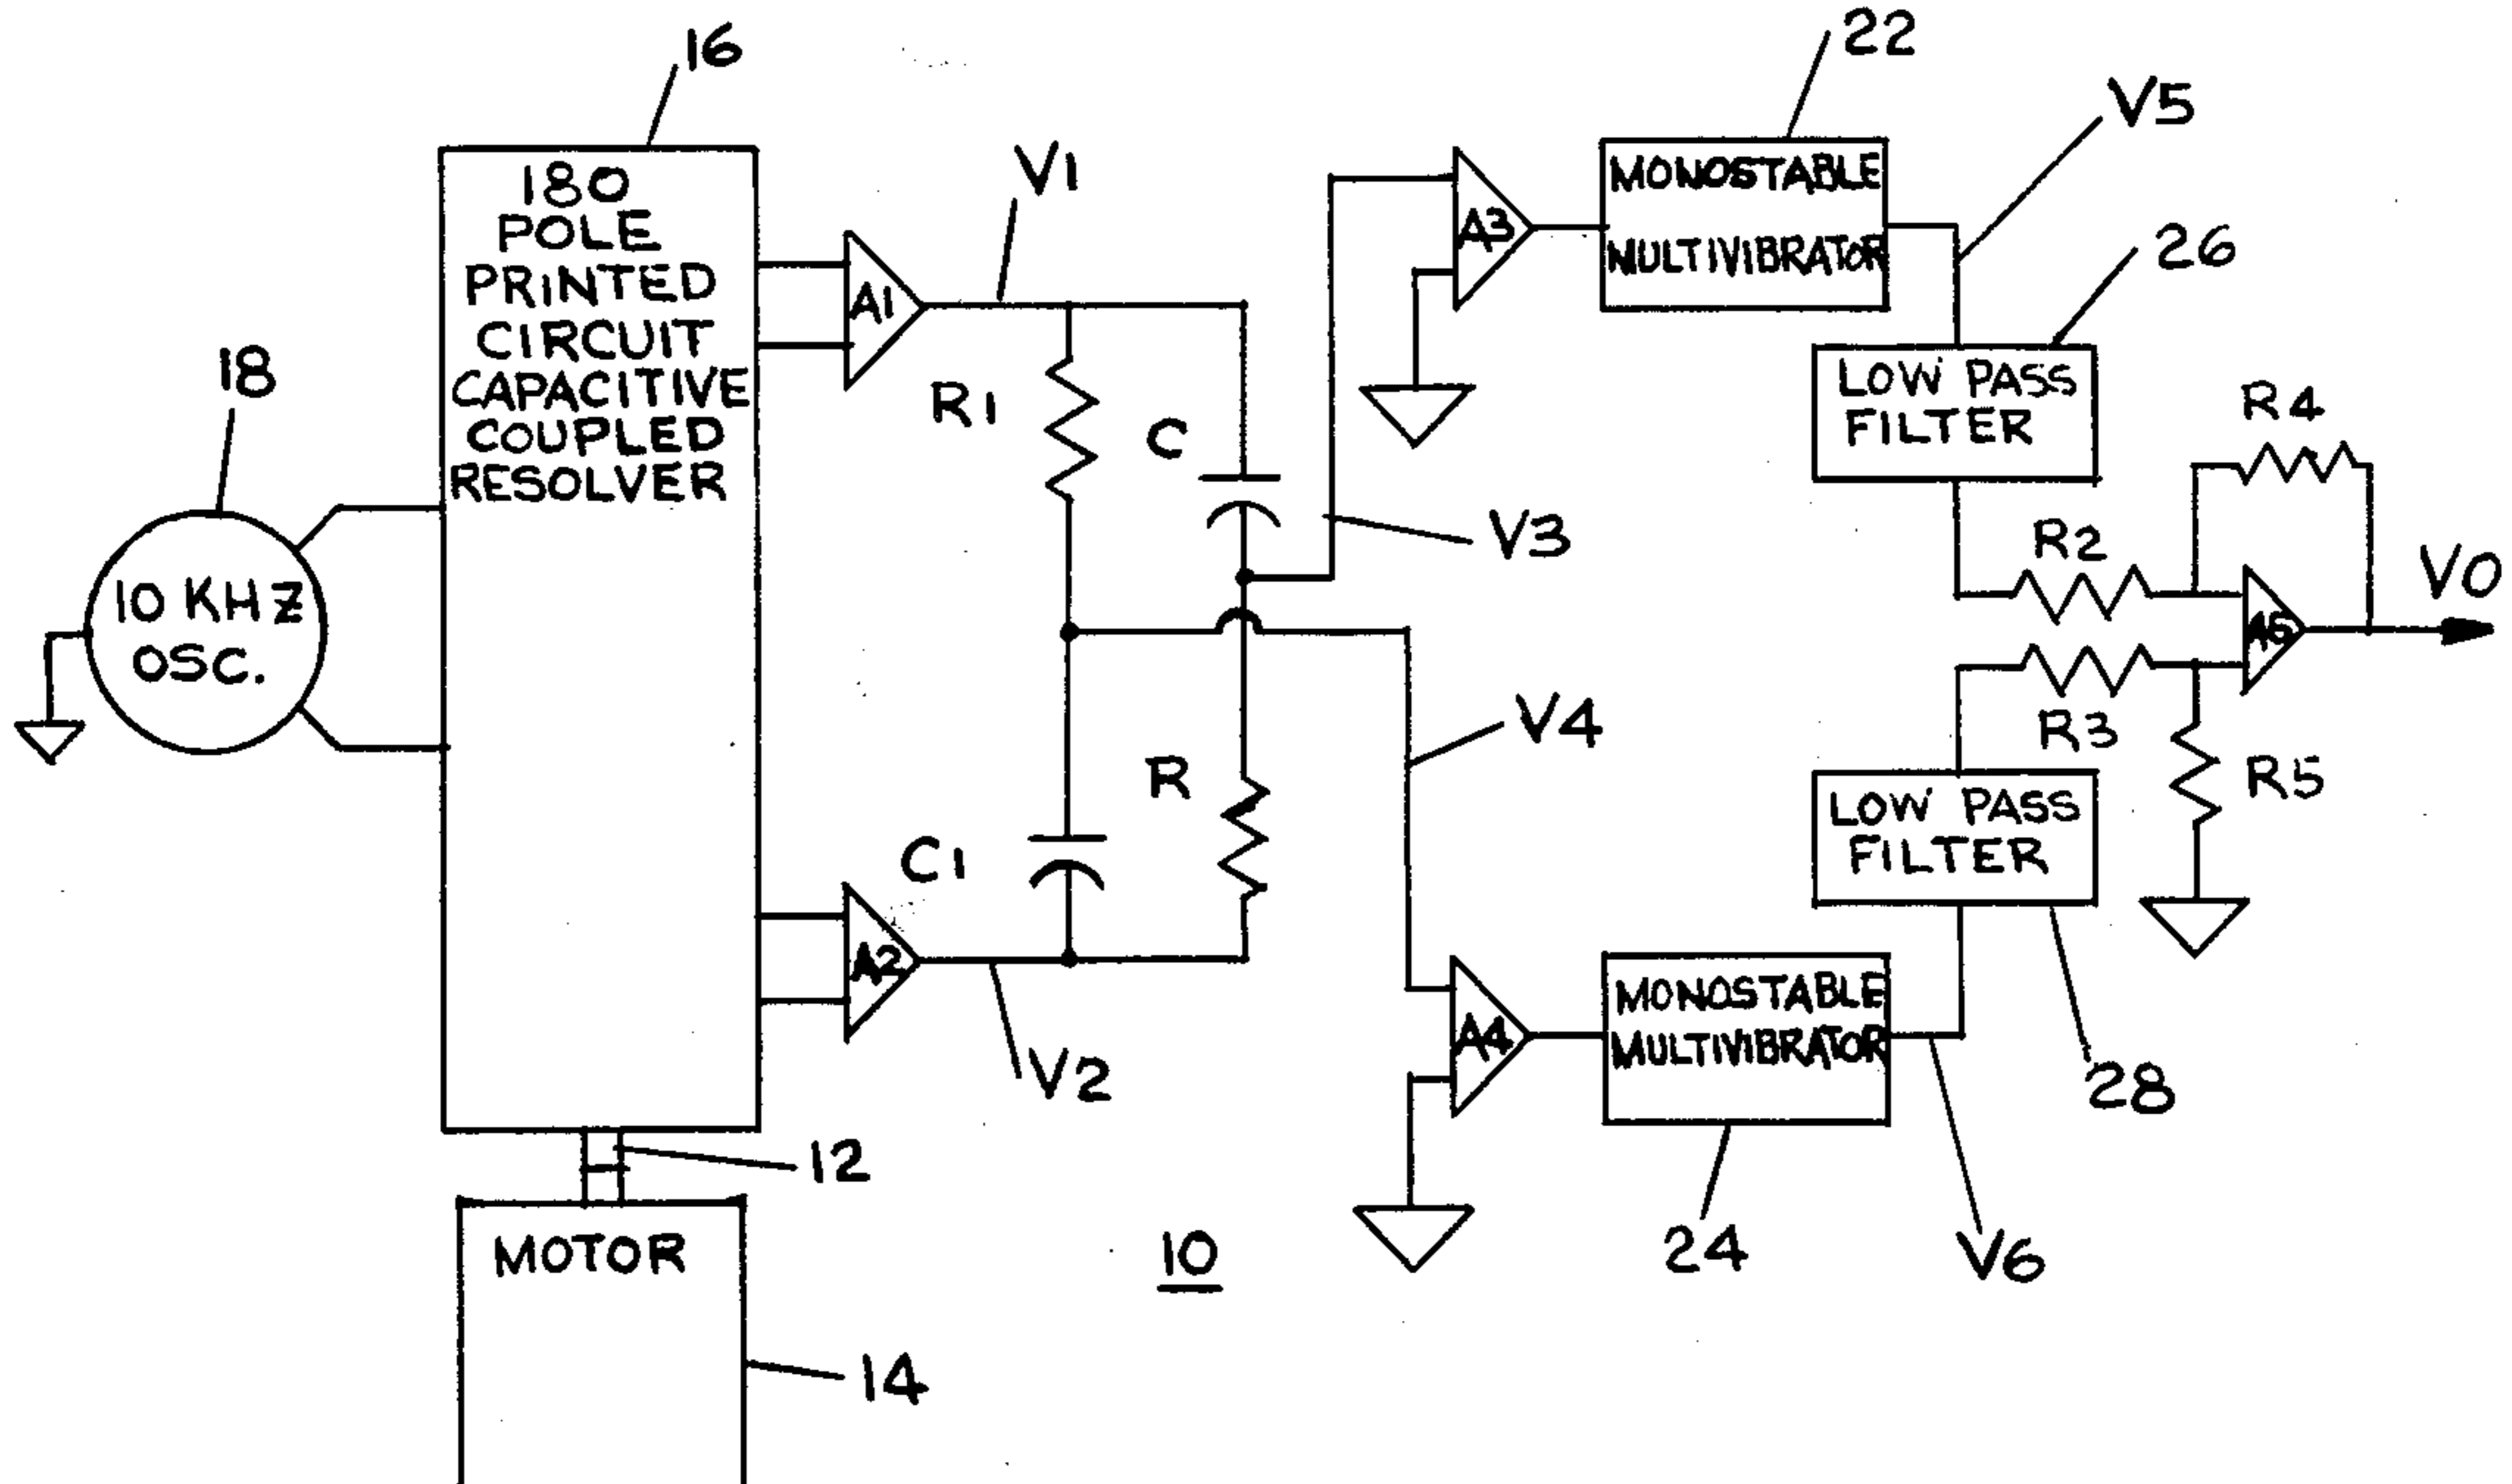 16
22
V5
180
POLE
PRINTED
CIRCUIT
CAPACITIVE
COUPLED
RESOLVER
V1
A1
A3
MONOSTABLE
MULTIVIBRATOR
26
LOW PASS
FILTER
18
R1
C
R4
10 KHZ
OSC.
V3
R2
VO
A5
V4
R3
R
R5
C1
LOW PASS
FILTER
A2
V2
A4
MONOSTABLE
MULTIVIBRATOR
28
12
24
V6
10
MOTOR
14